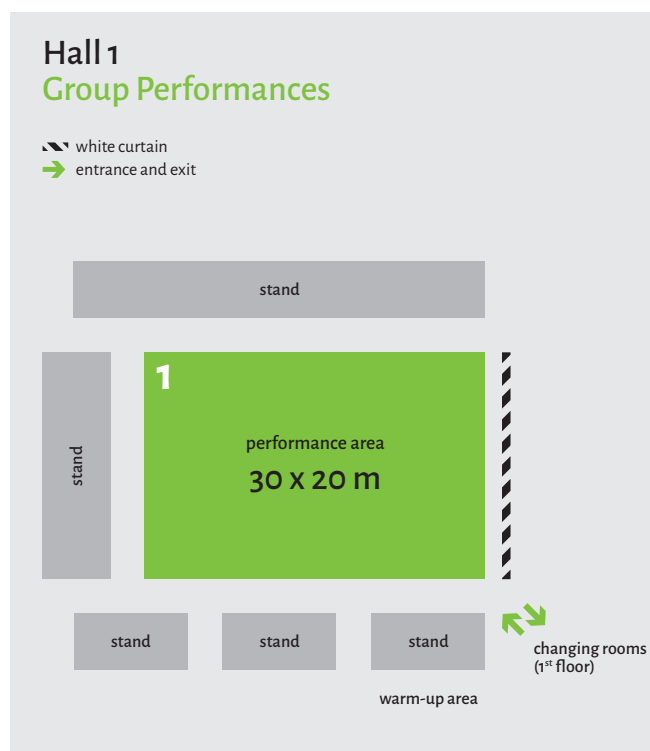 Hall 1
Group Performances
white curtain
entrance and exit
stand
1
stand
performance area
30 x 20 m
stand
stand
stand
changing rooms
(1st floor)
warm-up area